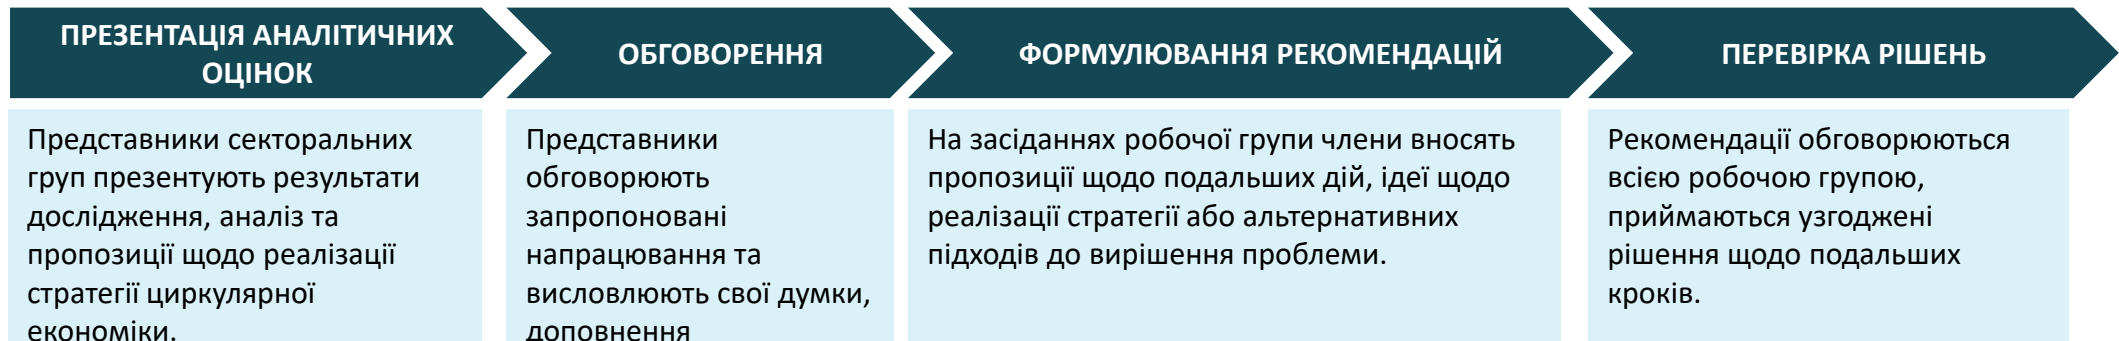 ПРЕЗЕНТАЦІЯ АНАЛІТИЧНИХ
ОЦІНОК
Представники секторальних
груп презентують результати
дослідження, аналіз та
пропозиції щодо реалізації
стратегії циркулярної
економіки.
ОБГОВОРЕННЯ
Представники
обговорюють
запропоновані
напрацювання та
висловлюють свої думки,
доповнення
ФОРМУЛЮВАННЯ РЕКОМЕНДАЦІЙ
На засіданнях робочої групи члени вносять
пропозиції щодо подальших дій, ідеї щодо
реалізації стратегії або альтернативних
підходів до вирішення проблеми.
ПЕРЕВІРКА РІШЕНЬ
Рекомендації обговорюються
всією робочою групою,
приймаються узгоджені
рішення щодо подальших
кроків.